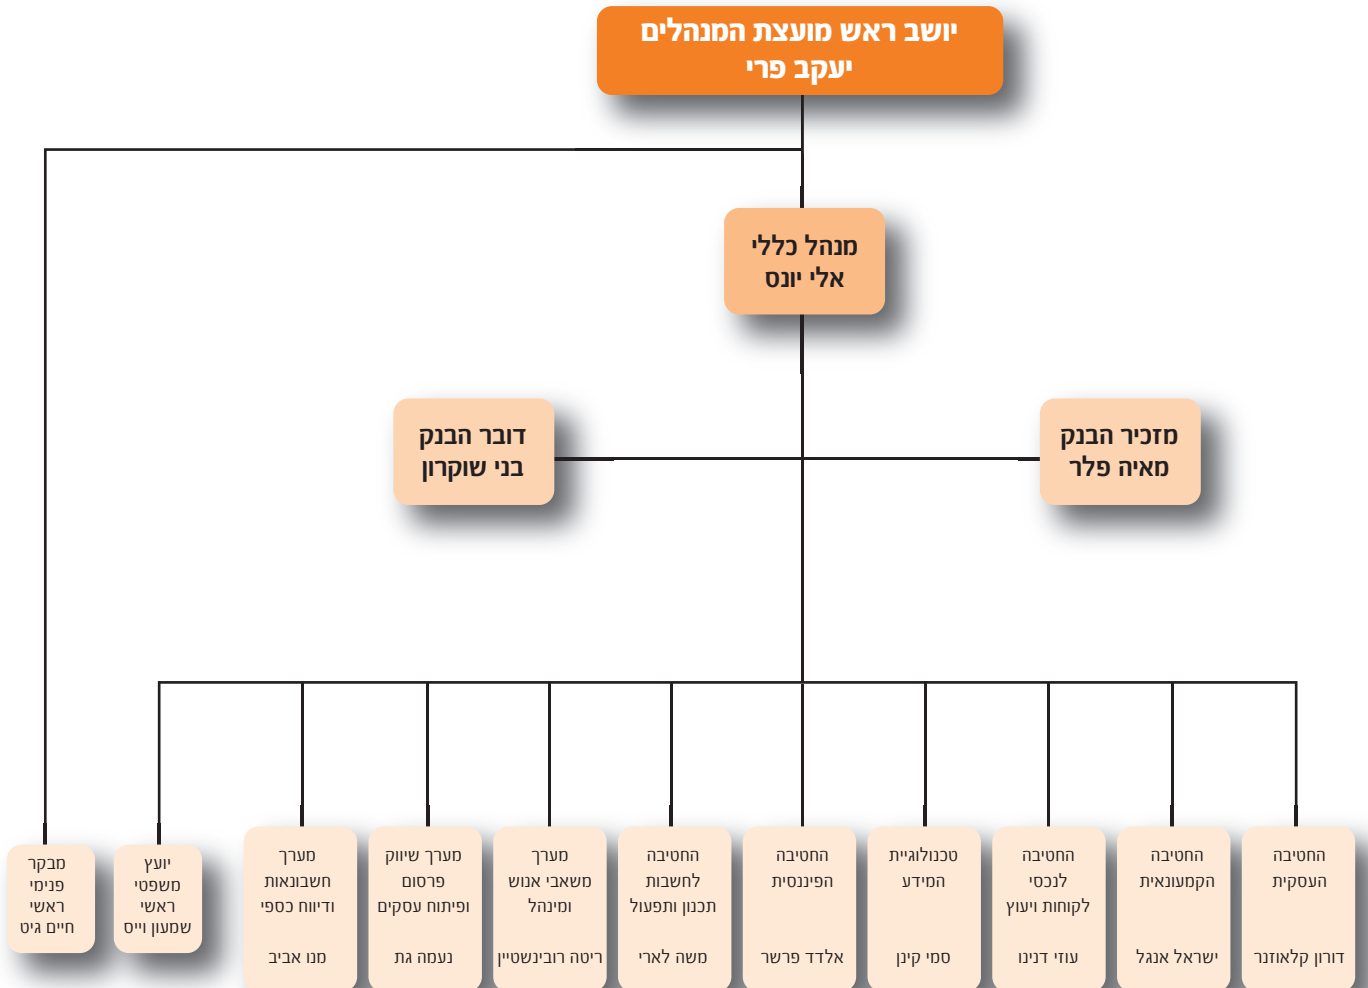 יושב ראש מועצת המנהלים
יעקב פרי
מנהל כללי
אלי יונס
מזכיר הבנק
מאיה פלר
דובר הבנק
בני שוקרון
החטיבה
העסקית
דורון קלאוזנר
החטיבה
הקמעונאית
ישראל אנגל
החטיבה
לנכסי
לקוחות ויעוץ
עוזי דנינו
טכנולוגיית
המידע
סמי קינן
החטיבה
הפיננסית
אלדד פרשר
החטיבה
לחשבות
תכנון ותפעול
משה לארי
מערך
משאבי אנוש
ומינהל
ריטה רובינשטיין
מערך שיווק
פרסום
ופיתוח עסקים
נעמה גת
מערך
חשבונאות
ודיווח כספי
מנו אביב
יועץ
משפטי
ראשי
שמעון וייס
מבקר
פנימי
ראשי
חיים גיט